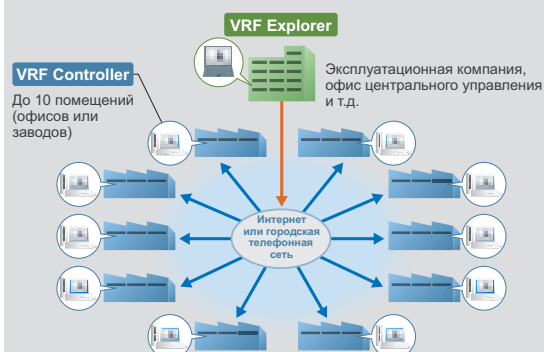 VRF Explorer
VRF Controller
До 10 помещений
(офисов или
заводов)
Эксплуатационная компания,
офис центрального управления
и т.д.
Интернет
или городская
телефонная
сеть